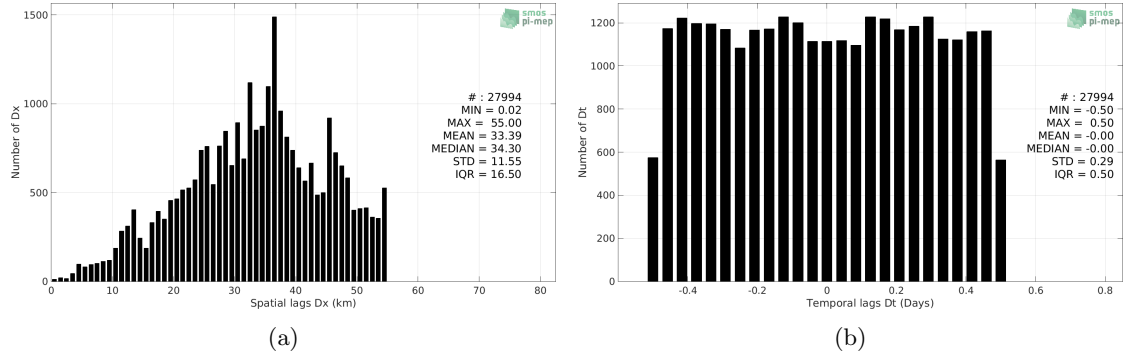 smos
pi-mep
1500
1000
500
0
Number of Dx
# : 27994
MIN = 0.02
MAX = 55.00
MEAN = 33.39
MEDIAN = 34.30
STD = 11.55
IQR = 16.50
0 10 20 30 40 50 60 70 80
Spatial lags Dx (km)
(a)
smos
pi-mep
1200
1000
800
600
400
200
0
Number of Dt
# : 27994
MIN = -0.50
MAX = 0.50
MEAN = -0.00
MEDIAN = -0.00
STD = 0.29
IQR = 0.50
-0.4 -0.2 0 0.2 0.4 0.6 0.8
Temporal lags Dt (Days)
(b)